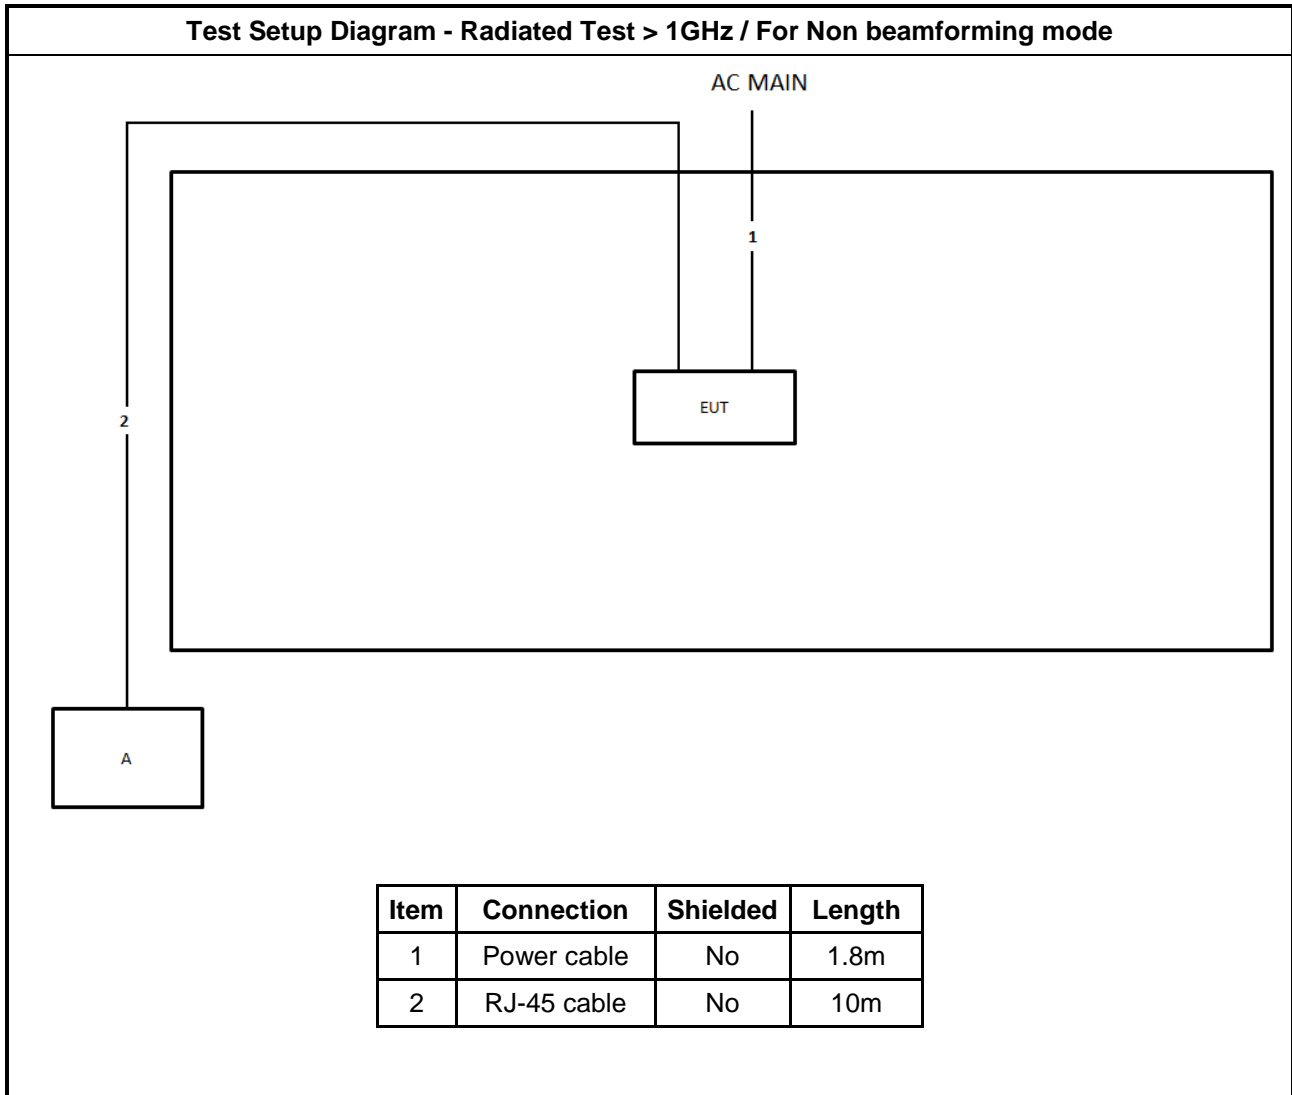 Test Setup Diagram - Radiated Test > 1GHz / For Non beamforming mode
AC MAIN
1
EUT
2
A
Item Connection Shielded Length
1 Power cable No 1.8m
2 RJ-45 cable No 10m